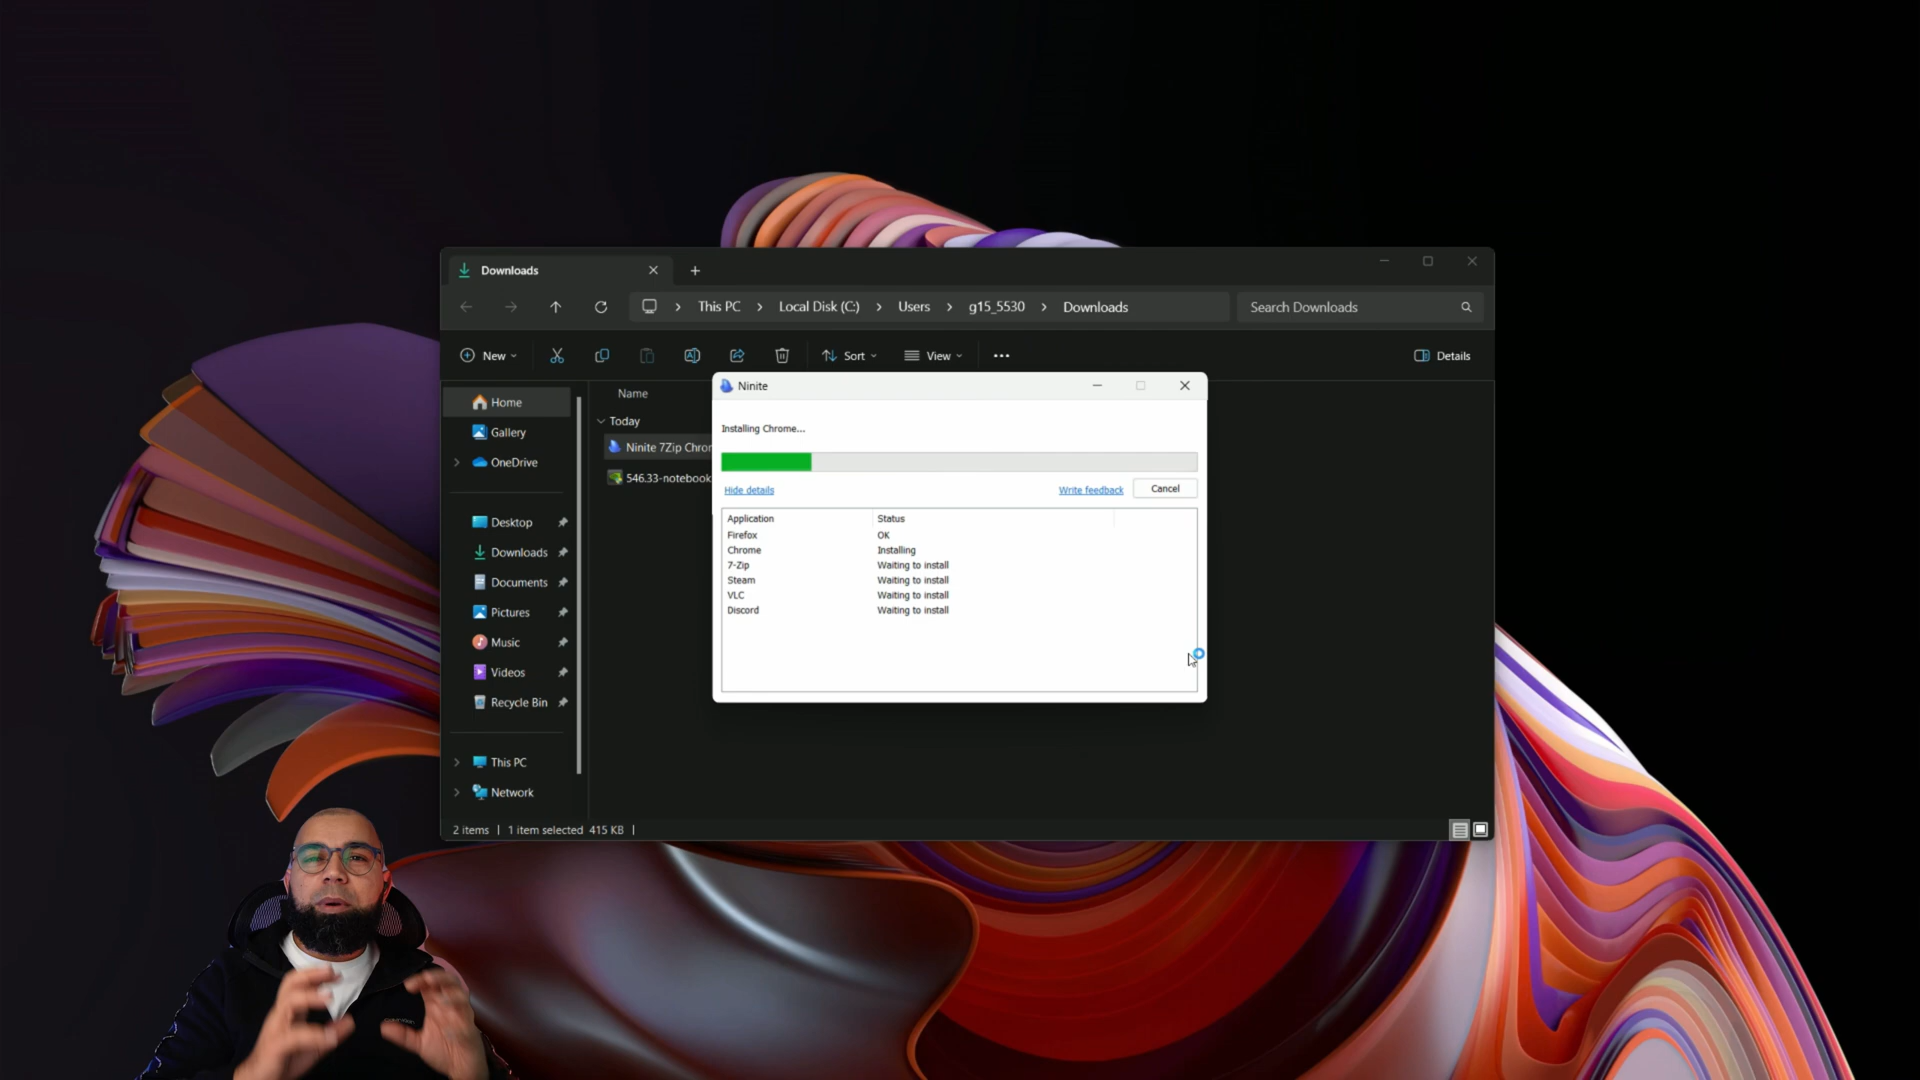 Downloads
This PC
Local Disk (C:)
Users
g15_5530
Downloads
Search Downloads
New
Sort
View
Details
Home
Gallery
OneDrive
Desktop
Downloads
Documents
Pictures
Music
Videos
Recycle Bin
This PC
Network
Name
Today
Ninite 7Zip Chror
546.33-notebook
Ninite
Installing Chrome...
Hide details
Write feedback
Cancel
Application Status
Firefox OK
Chrome Installing
7-Zip Waiting to install
Steam Waiting to install
VLC Waiting to install
Discord Waiting to install
2 items | 1 item selected 415 KB |